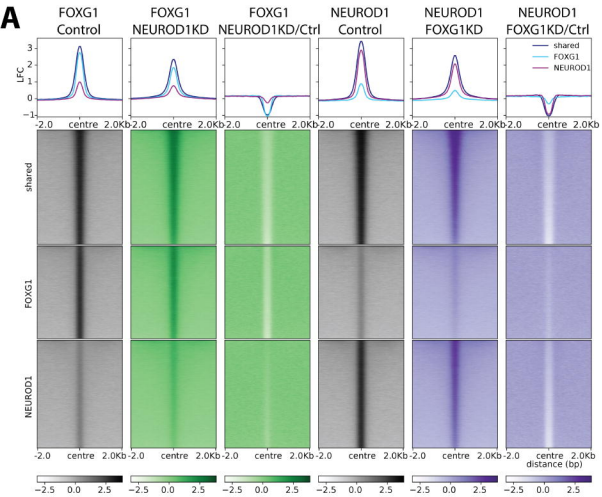 A
FOXG1 Control
FOXG1 NEUROD1KD
FOXG1 NEUROD1KD/Ctrl
NEUROD1 Control
NEUROD1 FOXG1KD
NEUROD1 FOXG1KD/Ctrl
LFC
3
2
1
0
−1
shared
FOXG1
NEUROD1
-2.0 centre 2.0Kb
-2.0 centre 2.0Kb
-2.0 centre 2.0Kb
-2.0 centre 2.0Kb
-2.0 centre 2.0Kb
-2.0 centre 2.0Kb
shared
FOXG1
NEUROD1
-2.0 centre 2.0Kb
-2.0 centre 2.0Kb
-2.0 centre 2.0Kb
-2.0 centre 2.0Kb
-2.0 centre 2.0Kb
-2.0 centre 2.0Kb
distance (bp)
−2.5 0.0 2.5
−2.5 0.0 2.5
−2.5 0.0 2.5
−2.5 0.0 2.5
−2.5 0.0 2.5
−2.5 0.0 2.5